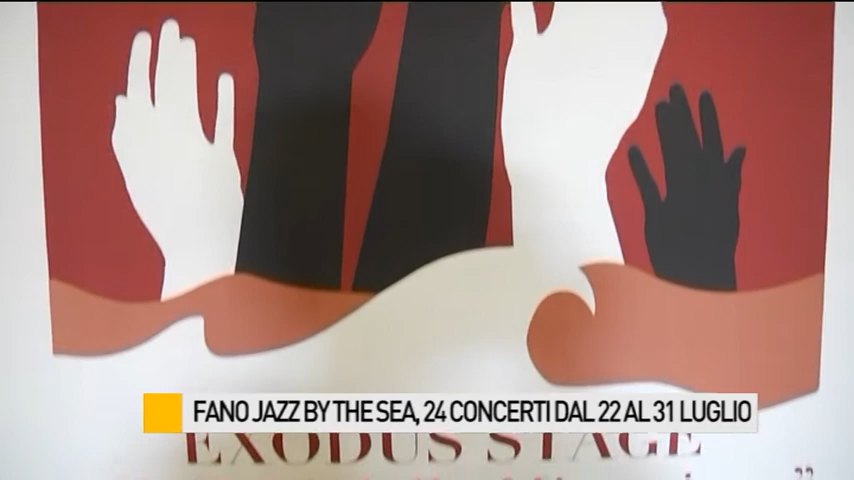 FANO JAZZ BY THE SEA, 24 CONCERTI DAL 22 AL 31 LUGLIO
EXODUS STAGE